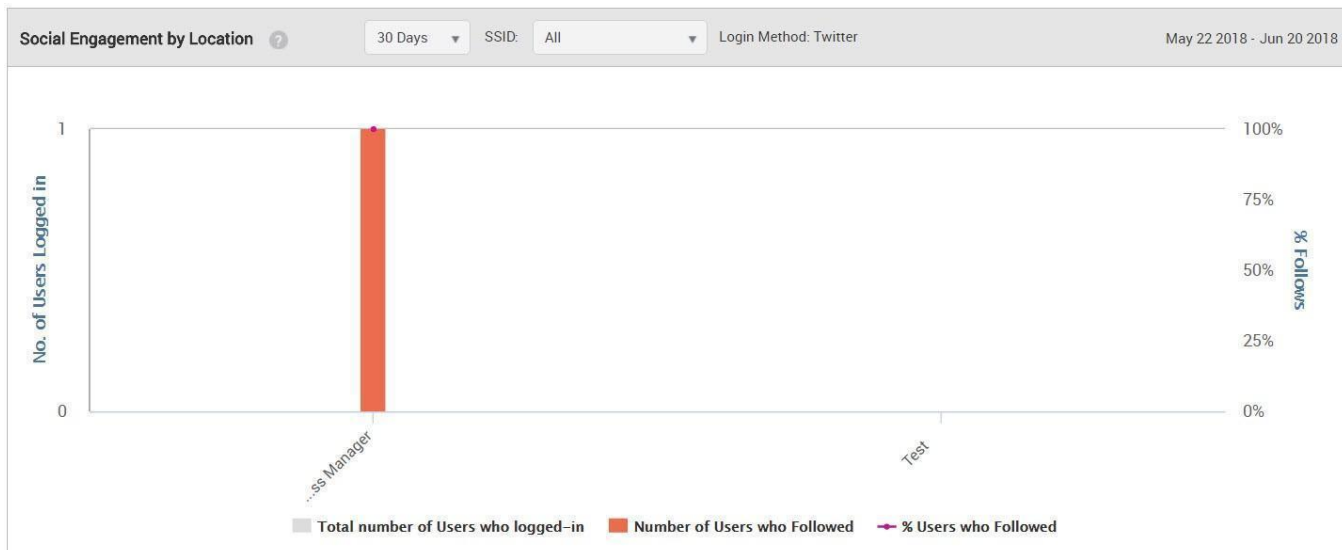 Social Engagement by Location ? 30 Days SSID: All Login Method: Twitter May 22 2018 - Jun 20 2018
1 100%
75%
50%
25%
0 0%
No. of Users Logged in
% Follows
...ss Manager Test
Total number of Users who logged-in Number of Users who Followed % Users who Followed